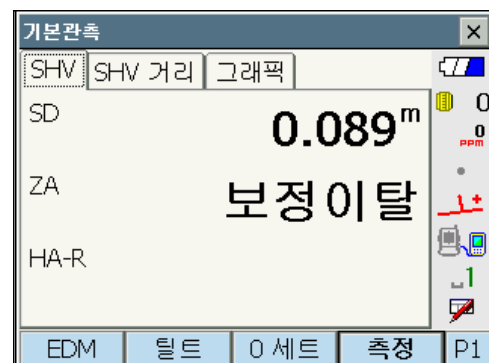 기본관측
SHV SHV 거리 그래픽
SD 0.089 m
0
0
PPM
ZA 보정이탈
HA-R
1
EDM 틸트 0 세트 측정 P1